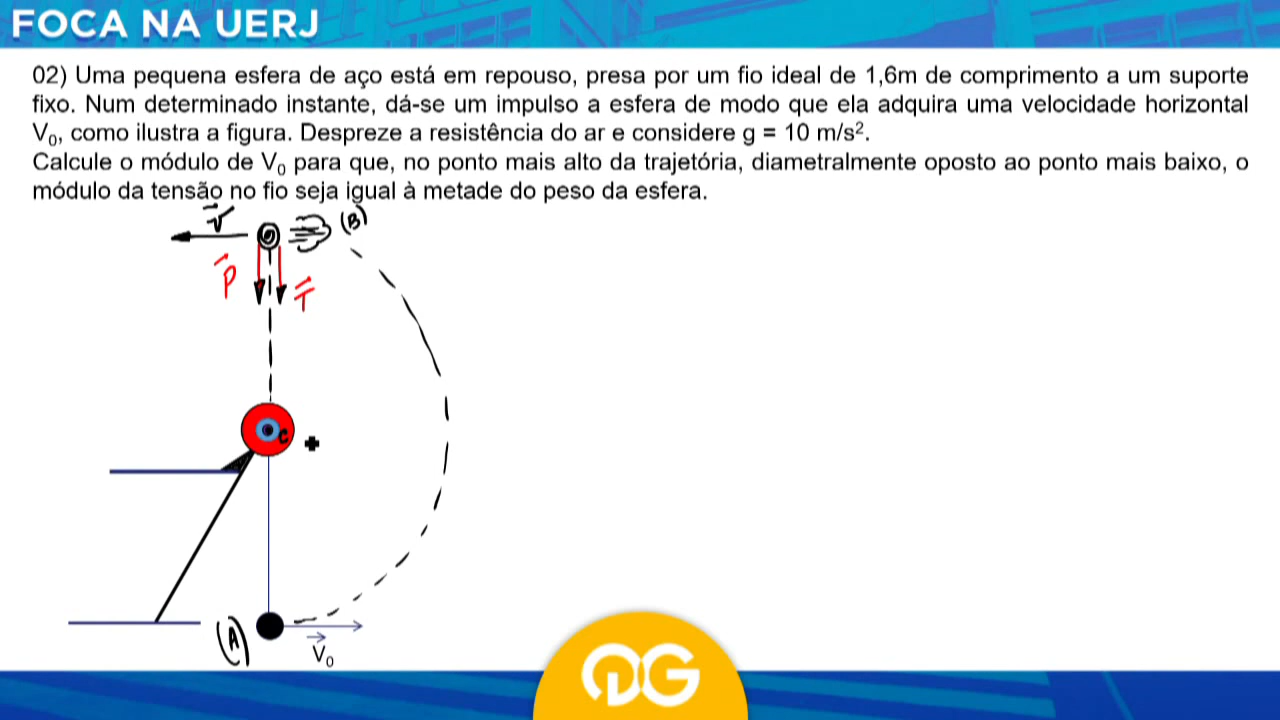 FOCA NA UERJ
02) Uma pequena esfera de aço está em repouso, presa por um fio ideal de 1,6m de comprimento a um suporte
fixo. Num determinado instante, dá-se um impulso a esfera de modo que ela adquira uma velocidade horizontal
V₀, como ilustra a figura. Despreze a resistência do ar e considere g = 10 m/s².
Calcule o módulo de V₀ para que, no ponto mais alto da trajetória, diametralmente oposto ao ponto mais baixo, o
módulo da tensão no fio seja igual à metade do peso da esfera.
V (B)
P T
C
(A)
V₀
QG